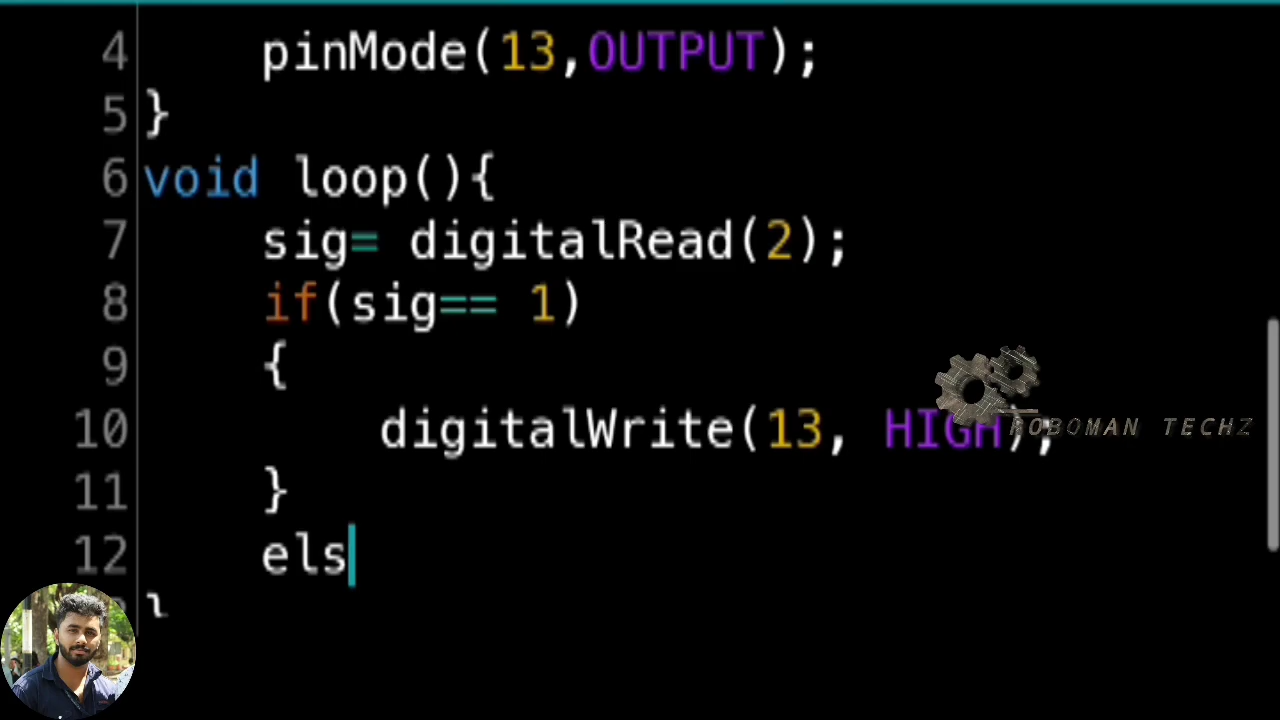 4 pinMode(13,OUTPUT);
5 }
6 void loop(){
7 sig= digitalRead(2);
8 if(sig== 1)
9 {
10 digitalWrite(13, HIGH);
ROBOMAN TECHZ
11 }
12 els
}